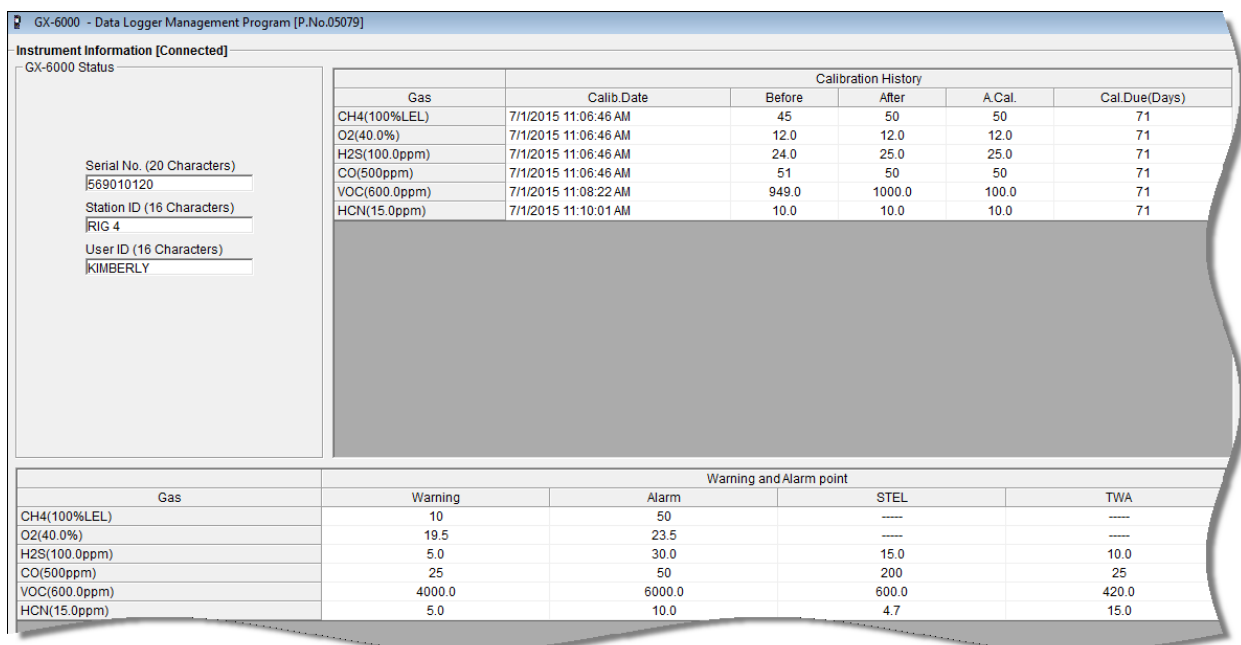 GX-6000 - Data Logger Management Program [P.No.05079]
Instrument Information [Connected]
GX-6000 Status
Serial No. (20 Characters)
569010120
Station ID (16 Characters)
RIG 4
User ID (16 Characters)
KIMBERLY
Calibration History
Gas Calib.Date Before After A.Cal. Cal.Due(Days)
CH4(100%LEL) 7/1/2015 11:06:46 AM 45 50 50 71
O2(40.0%) 7/1/2015 11:06:46 AM 12.0 12.0 12.0 71
H2S(100.0ppm) 7/1/2015 11:06:46 AM 24.0 25.0 25.0 71
CO(500ppm) 7/1/2015 11:06:46 AM 51 50 50 71
VOC(600.0ppm) 7/1/2015 11:08:22 AM 949.0 1000.0 100.0 71
HCN(15.0ppm) 7/1/2015 11:10:01 AM 10.0 10.0 10.0 71
Warning and Alarm point
Gas Warning Alarm STEL TWA
CH4(100%LEL) 10 50 ----- -----
O2(40.0%) 19.5 23.5 ----- -----
H2S(100.0ppm) 5.0 30.0 15.0 10.0
CO(500ppm) 25 50 200 25
VOC(600.0ppm) 4000.0 6000.0 600.0 420.0
HCN(15.0ppm) 5.0 10.0 4.7 15.0